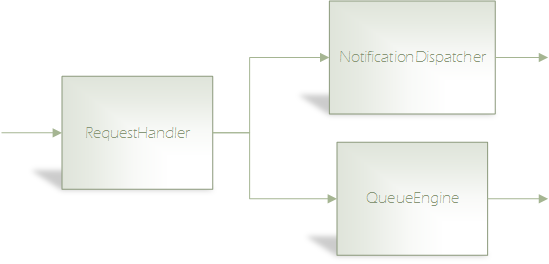 NotificationDispatcher
RequestHandler
QueueEngine